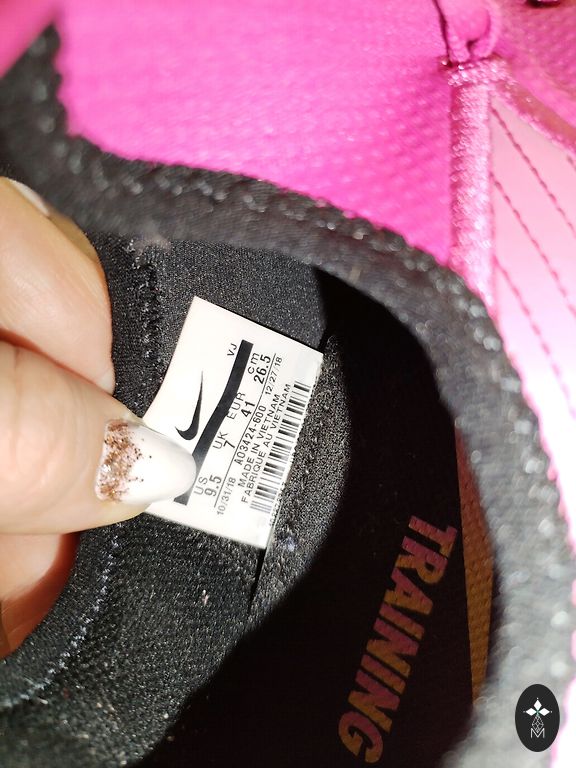 VJ
US UK EUR cm
9.5 7 41 26.5
10/31/18 AO3424-600 12/27/18
MADE IN VIETNAM
FABRIQUE AU VIETNAM
TRAINING
M